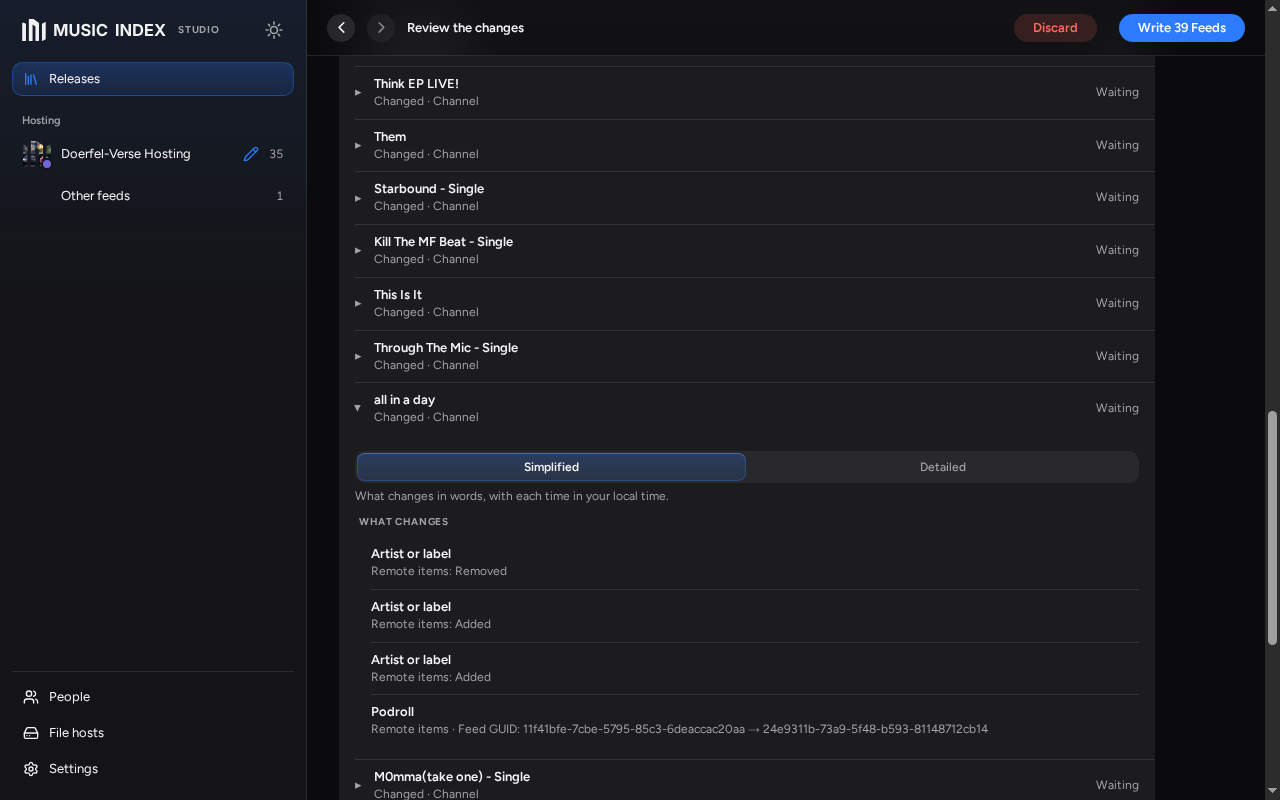 MUSIC INDEX STUDIO
Releases
Hosting
Doerfel-Verse Hosting 35
Other feeds 1
People
File hosts
Settings
Review the changes
Discard
Write 39 Feeds
Think EP LIVE!
Changed · Channel
Waiting
Them
Changed · Channel
Waiting
Starbound - Single
Changed · Channel
Waiting
Kill The MF Beat - Single
Changed · Channel
Waiting
This Is It
Changed · Channel
Waiting
Through The Mic - Single
Changed · Channel
Waiting
all in a day
Changed · Channel
Waiting
Simplified
Detailed
What changes in words, with each time in your local time.
WHAT CHANGES
Artist or label
Remote items: Removed
Artist or label
Remote items: Added
Artist or label
Remote items: Added
Podroll
Remote items · Feed GUID: 11f41bfe-7cbe-5795-85c3-6deaccac20aa → 24e9311b-73a9-5f48-b593-81148712cb14
M0mma(take one) - Single
Changed · Channel
Waiting